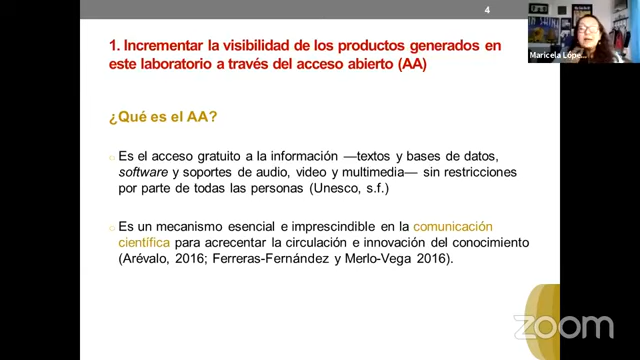 4
1. Incrementar la visibilidad de los productos generados en
este laboratorio a través del acceso abierto (AA)
Maricela Lópe...
¿Qué es el AA?
Es el acceso gratuito a la información —textos y bases de datos,
software y soportes de audio, video y multimedia— sin restricciones
por parte de todas las personas (Unesco, s.f.)
Es un mecanismo esencial e imprescindible en la comunicación
científica para acrecentar la circulación e innovación del conocimiento
(Arévalo, 2016; Ferreras-Fernández y Merlo-Vega 2016).
zoom